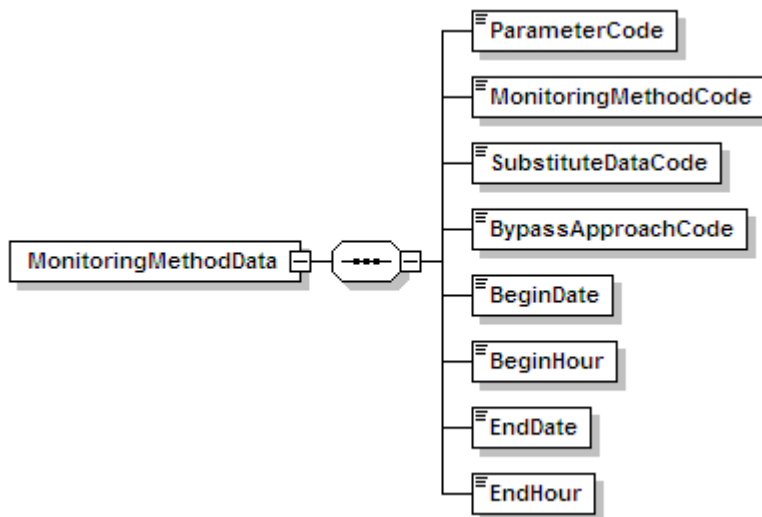 ParameterCode
MonitoringMethodCode
SubstituteDataCode
BypassApproachCode
MonitoringMethodData
BeginDate
BeginHour
EndDate
EndHour